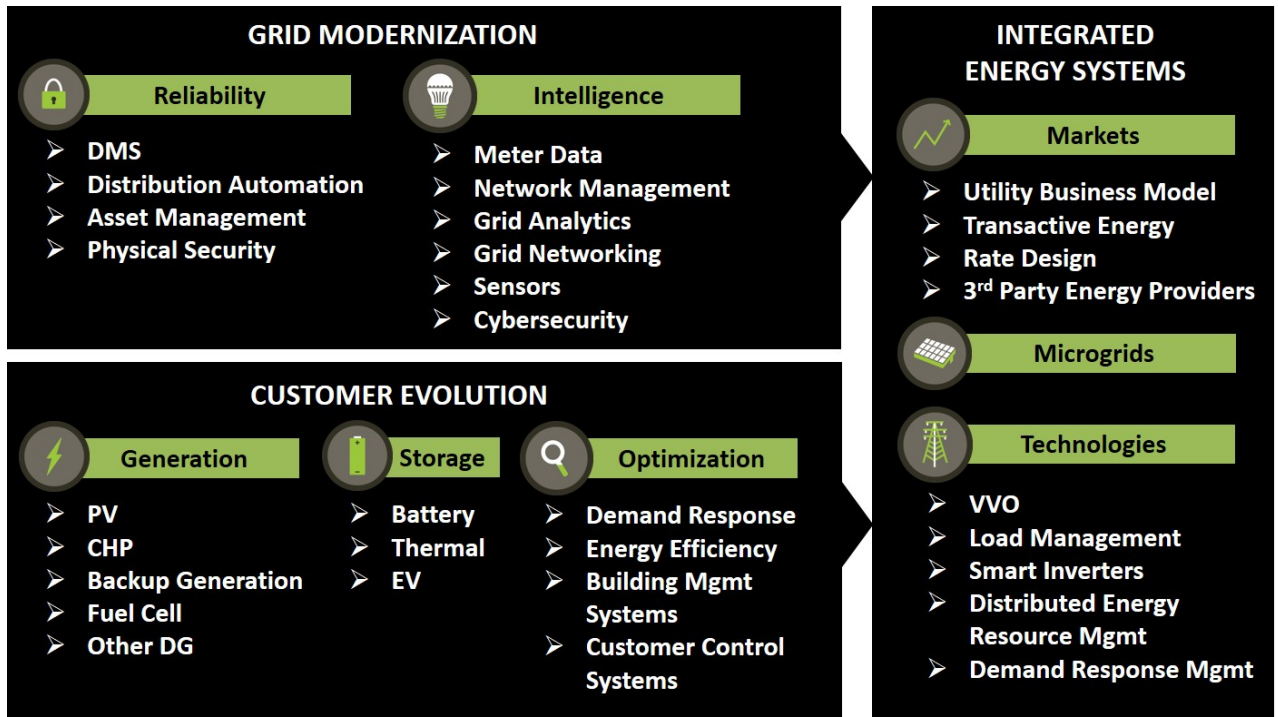 GRID MODERNIZATION
Reliability
DMS
Distribution Automation
Asset Management
Physical Security
Intelligence
Meter Data
Network Management
Grid Analytics
Grid Networking
Sensors
Cybersecurity
CUSTOMER EVOLUTION
Generation
PV
CHP
Backup Generation
Fuel Cell
Other DG
Storage
Battery
Thermal
EV
Optimization
Demand Response
Energy Efficiency
Building Mgmt
Systems
Customer Control
Systems
INTEGRATED
ENERGY SYSTEMS
Markets
Utility Business Model
Transactive Energy
Rate Design
3rd Party Energy Providers
Microgrids
Technologies
VVO
Load Management
Smart Inverters
Distributed Energy
Resource Mgmt
Demand Response Mgmt